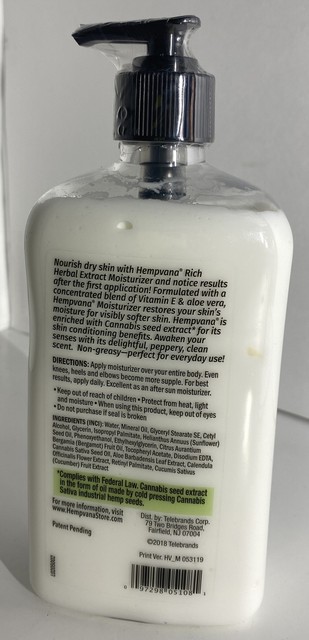 Nourish dry skin with Hempvana® Rich
Herbal Extract Moisturizer and notice results
after the first application! Formulated with a
concentrated blend of Vitamin E & aloe vera,
Hempvana® Moisturizer restores your skin's
moisture for visibly softer skin. Hempvana® is
enriched with Cannabis seed extract* for its
skin conditioning benefits. Awaken your
senses with its delightful, peppery, clean
scent. Non-greasy—perfect for everyday use!
DIRECTIONS: Apply moisturizer over your entire body. Even
knees, heels and elbows become more supple. For best
results, apply daily. Excellent as an after sun moisturizer.
• Keep out of reach of children • Protect from heat, light
and moisture • When using this product, keep out of eyes
• Do not purchase if seal is broken
INGREDIENTS (INCI): Water, Mineral Oil, Glyceryl Stearate SE, Cetyl
Alcohol, Glycerin, Isopropyl Palmitate, Helianthus Annuus (Sunflower)
Seed Oil, Phenoxyethanol, Ethylhexylglycerin, Citrus Aurantium
Bergamia (Bergamot) Fruit Oil, Tocopheryl Acetate, Disodium EDTA,
Cannabis Sativa Seed Oil, Aloe Barbadensis Leaf Extract, Calendula
Officinalis Flower Extract, Retinyl Palmitate, Cucumis Sativus
(Cucumber) Fruit Extract
*Complies with Federal Law. Cannabis seed extract
in the form of oil made by cold pressing Cannabis
Sativa industrial hemp seeds.
For more information, visit
www.HempvanaStore.com
Patent Pending
Dist. by: Telebrands Corp.
79 Two Bridges Road,
Fairfield, NJ 07004
©2018 Telebrands
Print Ver. HV_M 053119
97298 05108